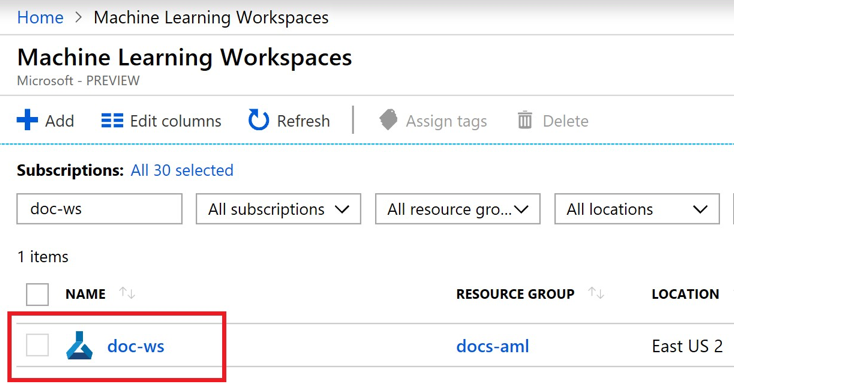 Home > Machine Learning Workspaces
Machine Learning Workspaces
Microsoft - PREVIEW
Add Edit columns Refresh Assign tags Delete
Subscriptions: All 30 selected
doc-ws All subscriptions All resource gro... All locations
1 items
NAME RESOURCE GROUP LOCATION
doc-ws docs-aml East US 2